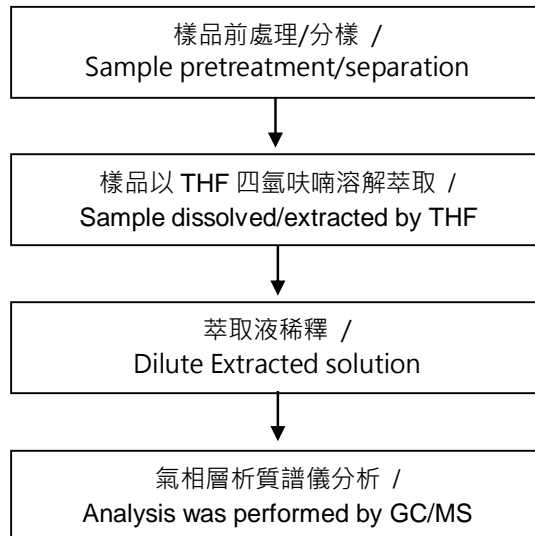 樣品前處理/分樣 /
Sample pretreatment/separation
樣品以 THF 四氫呋喃溶解萃取 /
Sample dissolved/extracted by THF
萃取液稀釋 /
Dilute Extracted solution
氣相層析質譜儀分析 /
Analysis was performed by GC/MS